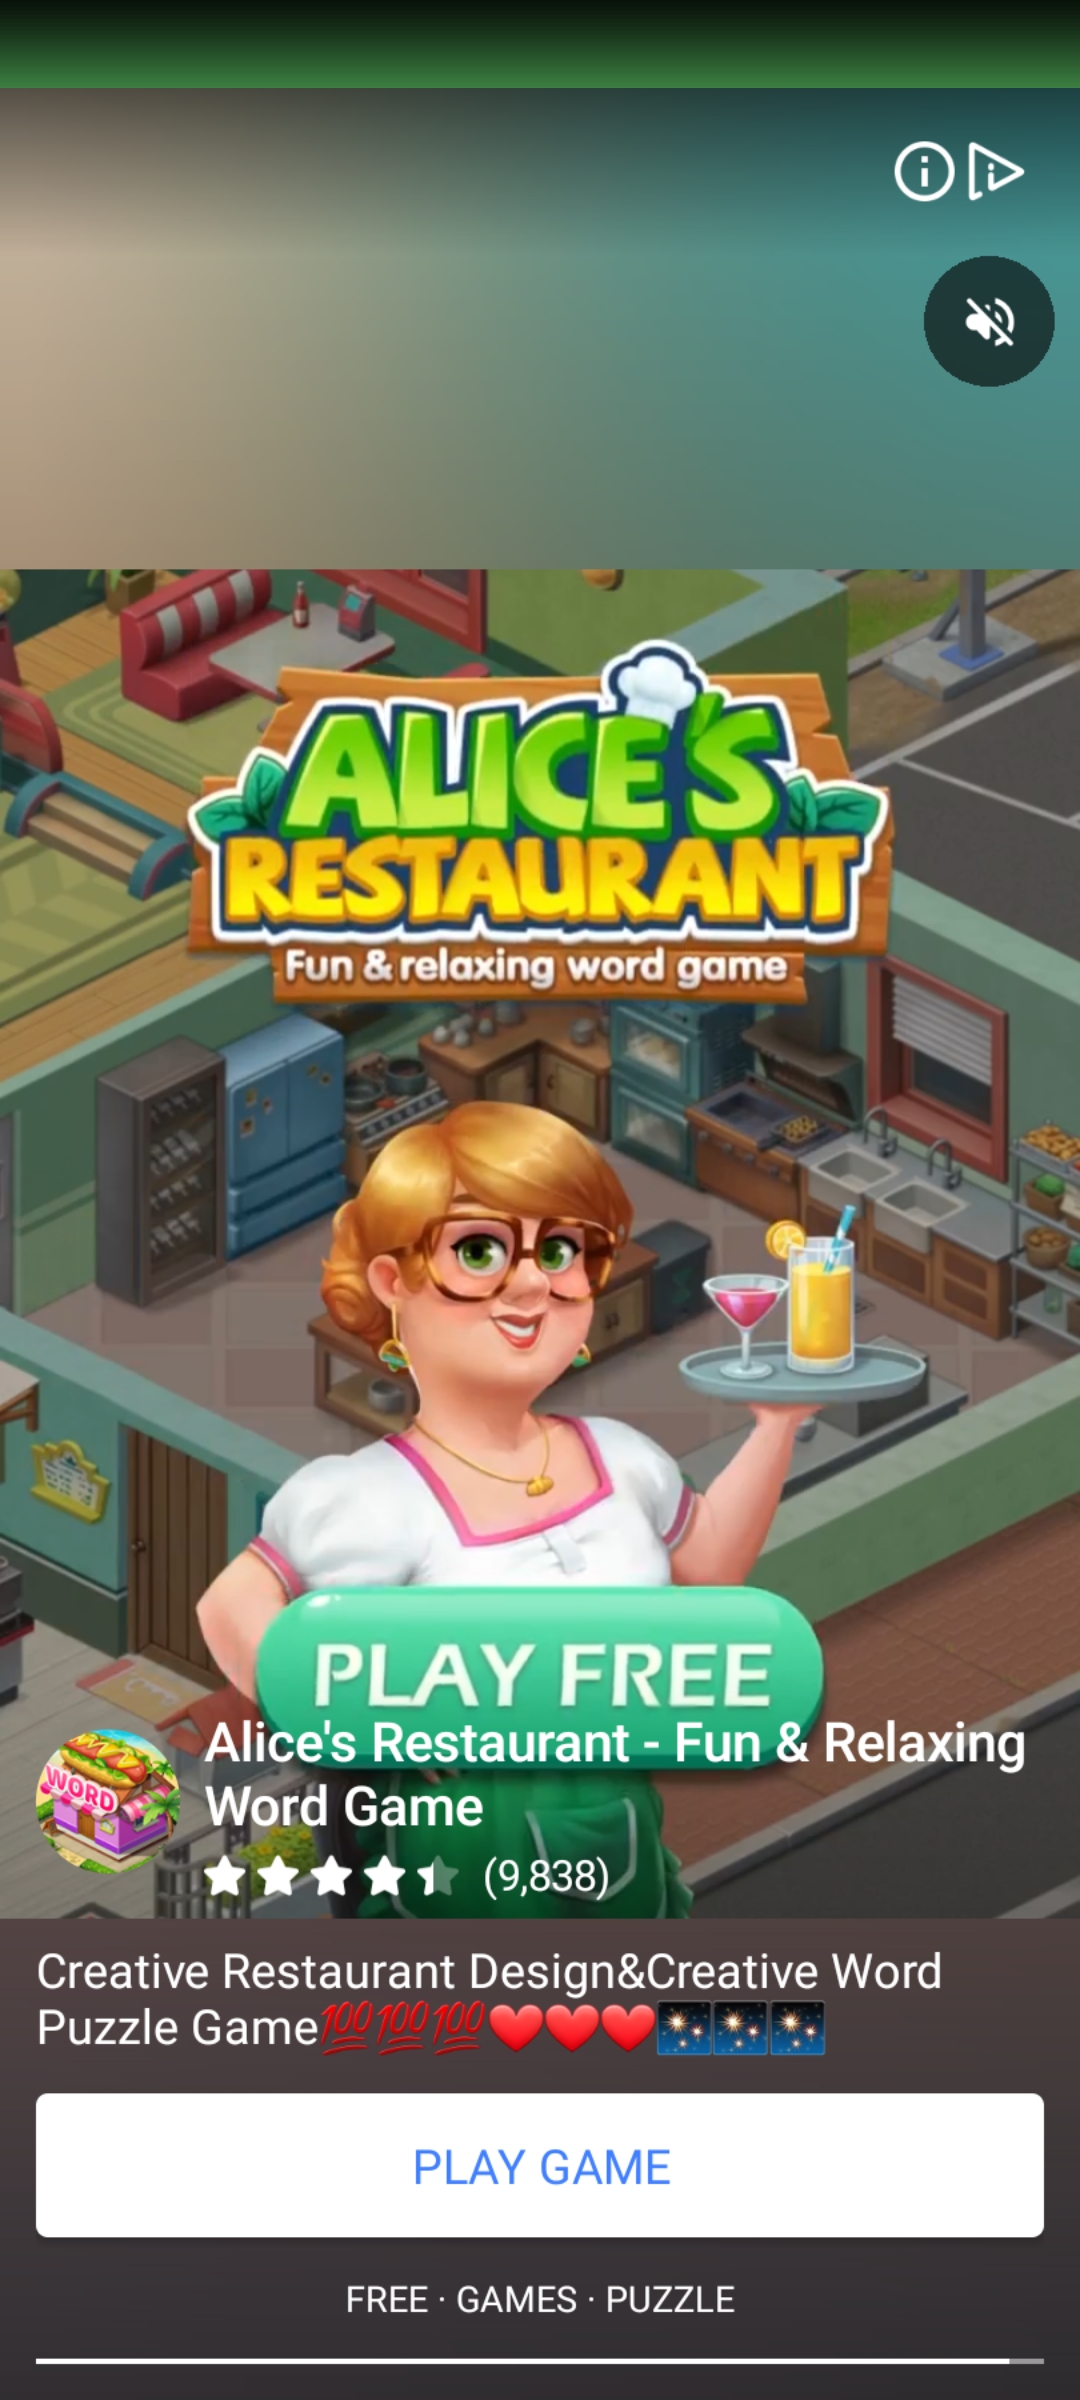 ALICE'S
RESTAURANT
Fun & relaxing word game
PLAY FREE
WORD
Alice's Restaurant - Fun & Relaxing
Word Game
(9,838)
Creative Restaurant Design&Creative Word
Puzzle Game💯💯💯❤️❤️❤️🎇🎇🎇
PLAY GAME
FREE · GAMES · PUZZLE